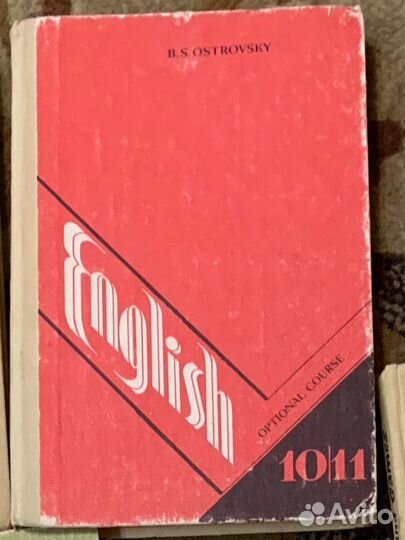 B. S. OSTROVSKY
English
OPTIONAL COURSE
10/11
Avito